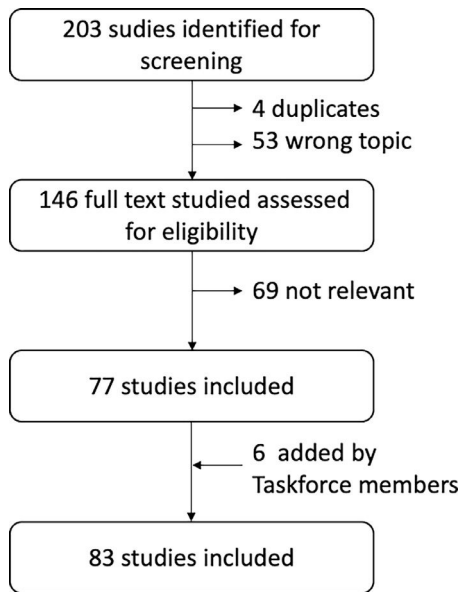 203 sudies identified for
screening
4 duplicates
53 wrong topic
146 full text studied assessed
for eligibility
69 not relevant
77 studies included
6 added by
Taskforce members
83 studies included